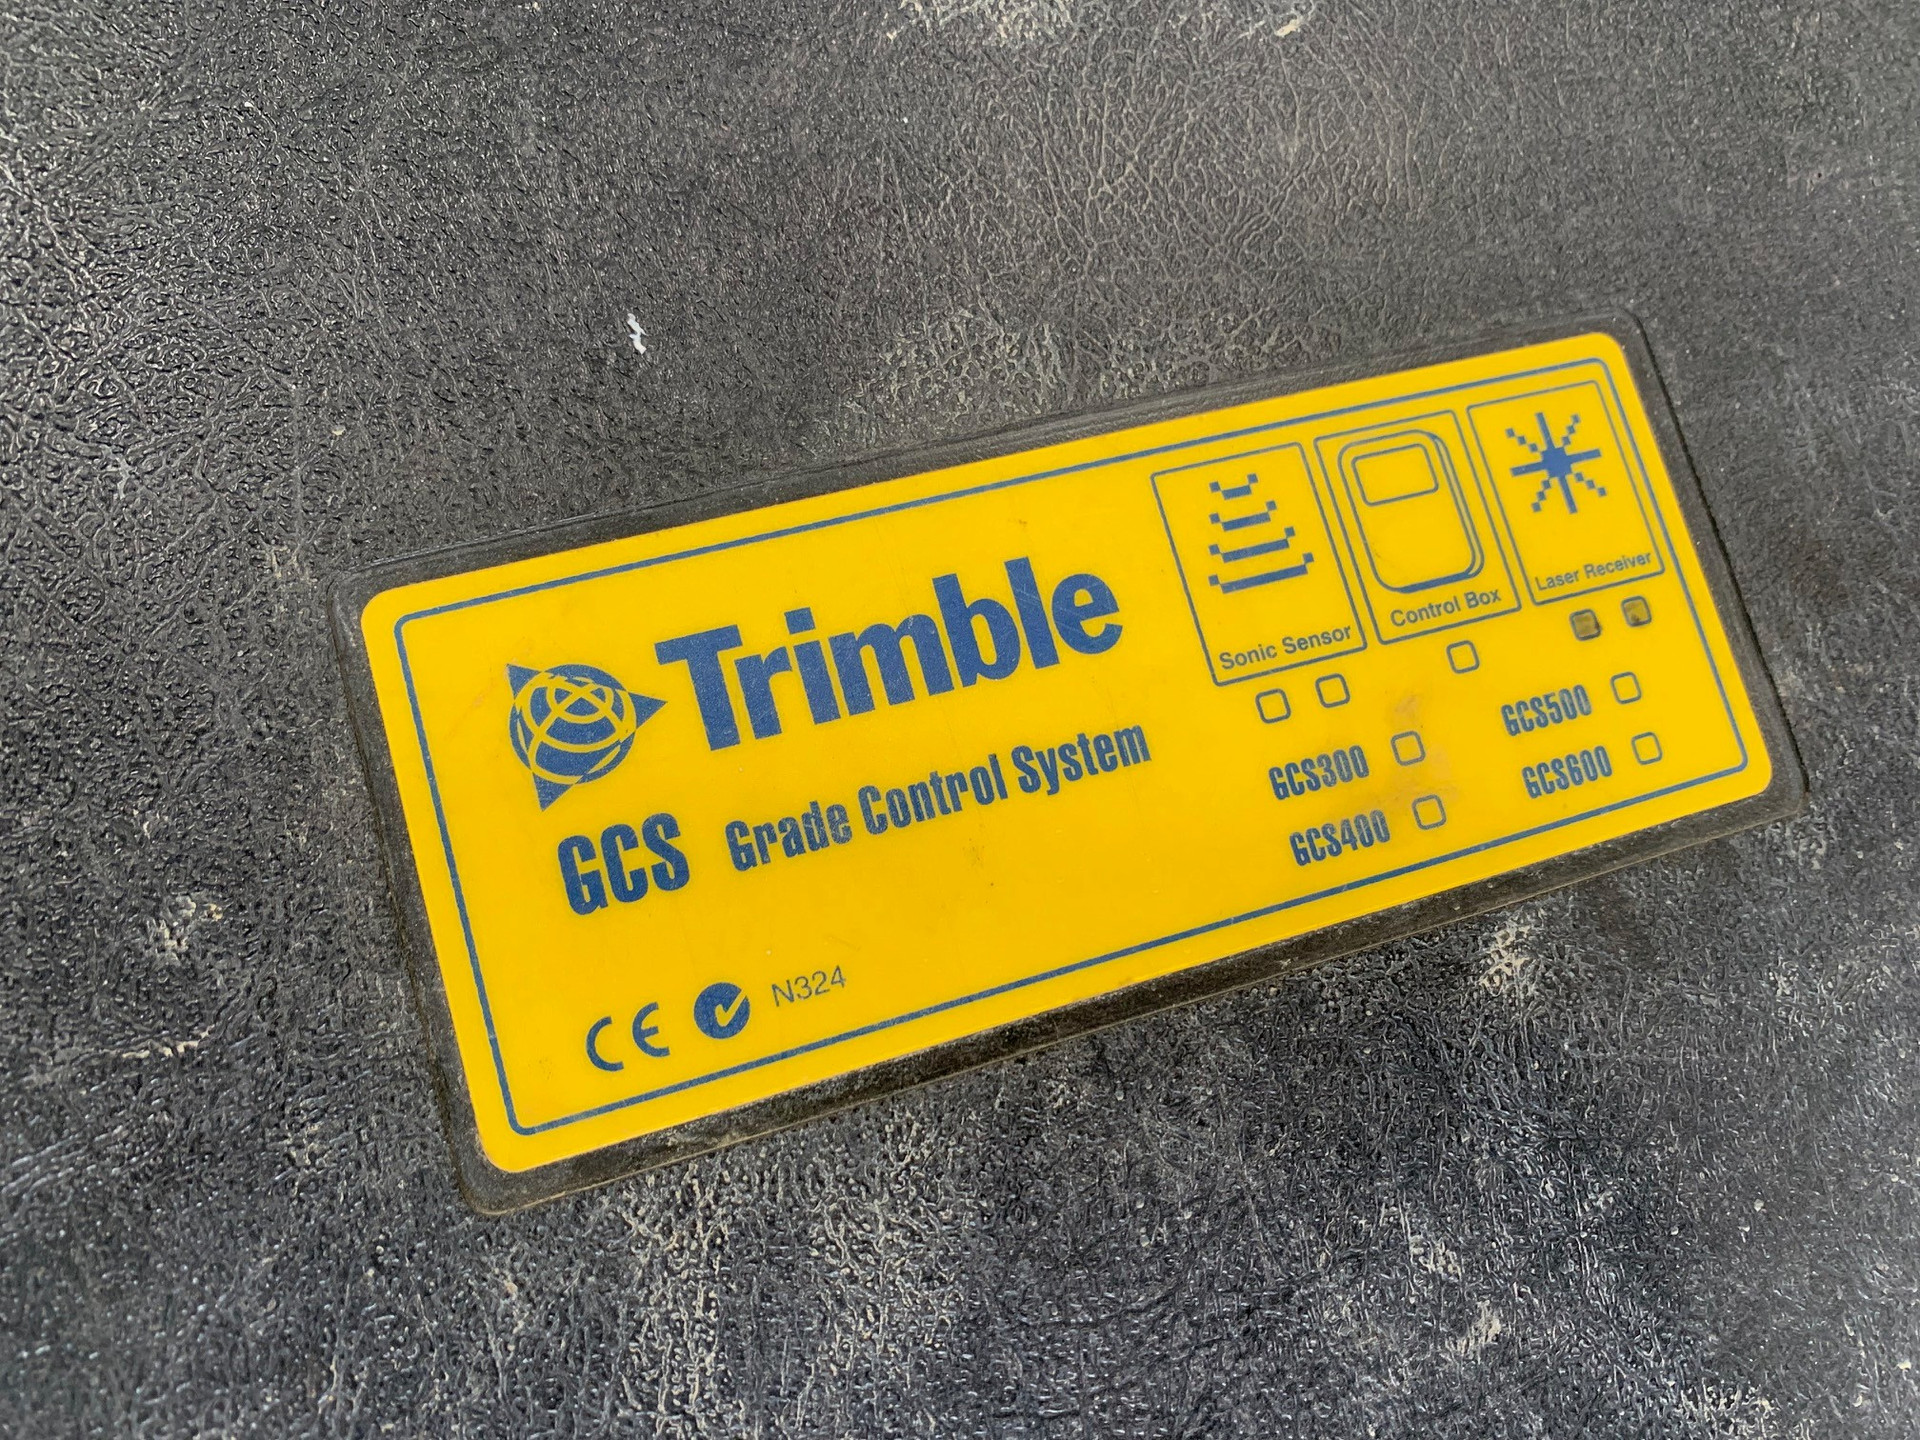 Trimble
GCS Grade Control System
CE N324
Sonic Sensor
Control Box
Laser Receiver
GCS300
GCS400
GCS500
GCS600